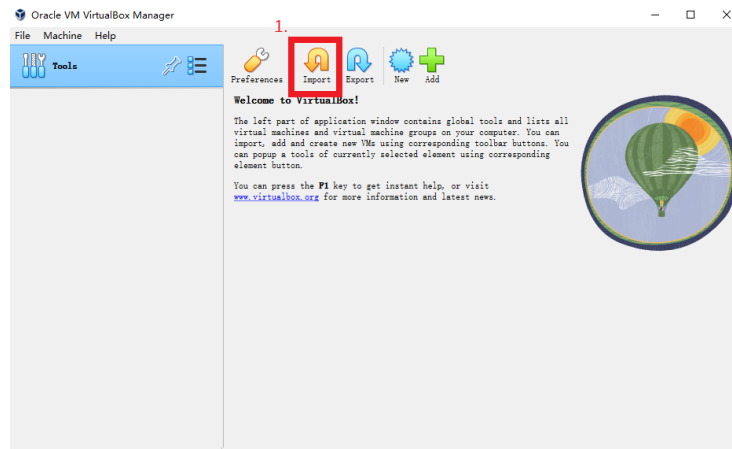 Oracle VM VirtualBox Manager
1.
File Machine Help
Tools
Preferences Import Export New Add
Welcome to VirtualBox!
The left part of application window contains global tools and lists all
virtual machines and virtual machine groups on your computer. You can
import, add and create new VMs using corresponding toolbar buttons. You
can popup a tools of currently selected element using corresponding
element button.
You can press the F1 key to get instant help, or visit
www.virtualbox.org for more information and latest news.